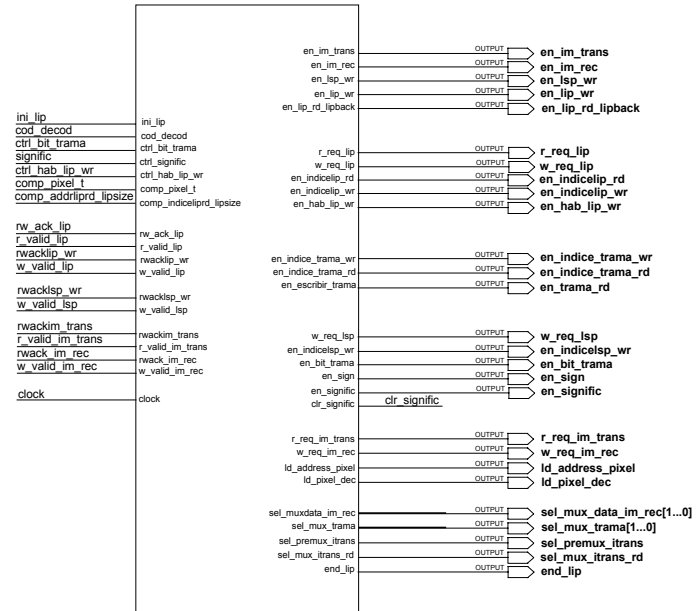 en_im_trans OUTPUT en_im_trans
en_im_rec OUTPUT en_im_rec
en_lsp_wr OUTPUT en_lsp_wr
en_lip_wr OUTPUT en_lip_wr
en_lip_rd_lipback OUTPUT en_lip_rd_lipback
ini_lip ini_lip
cod_decod cod_decod
ctrl_bit_trama ctrl_bit_trama
signific ctrl_signific
ctrl_hab_lip_wr ctrl_hab_lip_wr
comp_pixel_t comp_pixel_t
comp_addrliprd_lipsize comp_indiceliprd_lipsize
r_req_lip OUTPUT r_req_lip
w_req_lip OUTPUT w_req_lip
en_indicelip_rd OUTPUT en_indicelip_rd
en_indicelip_wr OUTPUT en_indicelip_wr
en_hab_lip_wr OUTPUT en_hab_lip_wr
rw_ack_lip rw_ack_lip
r_valid_lip r_valid_lip
rwacklip_wr rwacklip_wr
w_valid_lip w_valid_lip
en_indice_trama_wr OUTPUT en_indice_trama_wr
en_indice_trama_rd OUTPUT en_indice_trama_rd
en_escribir_trama OUTPUT en_trama_rd
rwacklsp_wr rwacklsp_wr
w_valid_lsp w_valid_lsp
rwackim_trans rwackim_trans
r_valid_im_trans r_valid_im_trans
rwack_im_rec rwack_im_rec
w_valid_im_rec w_valid_im_rec
w_req_lsp OUTPUT w_req_lsp
en_indicelsp_wr OUTPUT en_indicelsp_wr
en_bit_trama OUTPUT en_bit_trama
en_sign OUTPUT en_sign
en_signific OUTPUT en_signific
clr_signific clr_signific
clock clock
r_req_im_trans OUTPUT r_req_im_trans
w_req_im_rec OUTPUT w_req_im_rec
ld_address_pixel OUTPUT ld_address_pixel
ld_pixel_dec OUTPUT ld_pixel_dec
sel_muxdata_im_rec OUTPUT sel_mux_data_im_rec[1...0]
sel_mux_trama OUTPUT sel_mux_trama[1...0]
sel_premux_itrans OUTPUT sel_premux_itrans
sel_mux_itrans_rd OUTPUT sel_mux_itrans_rd
end_lip OUTPUT end_lip